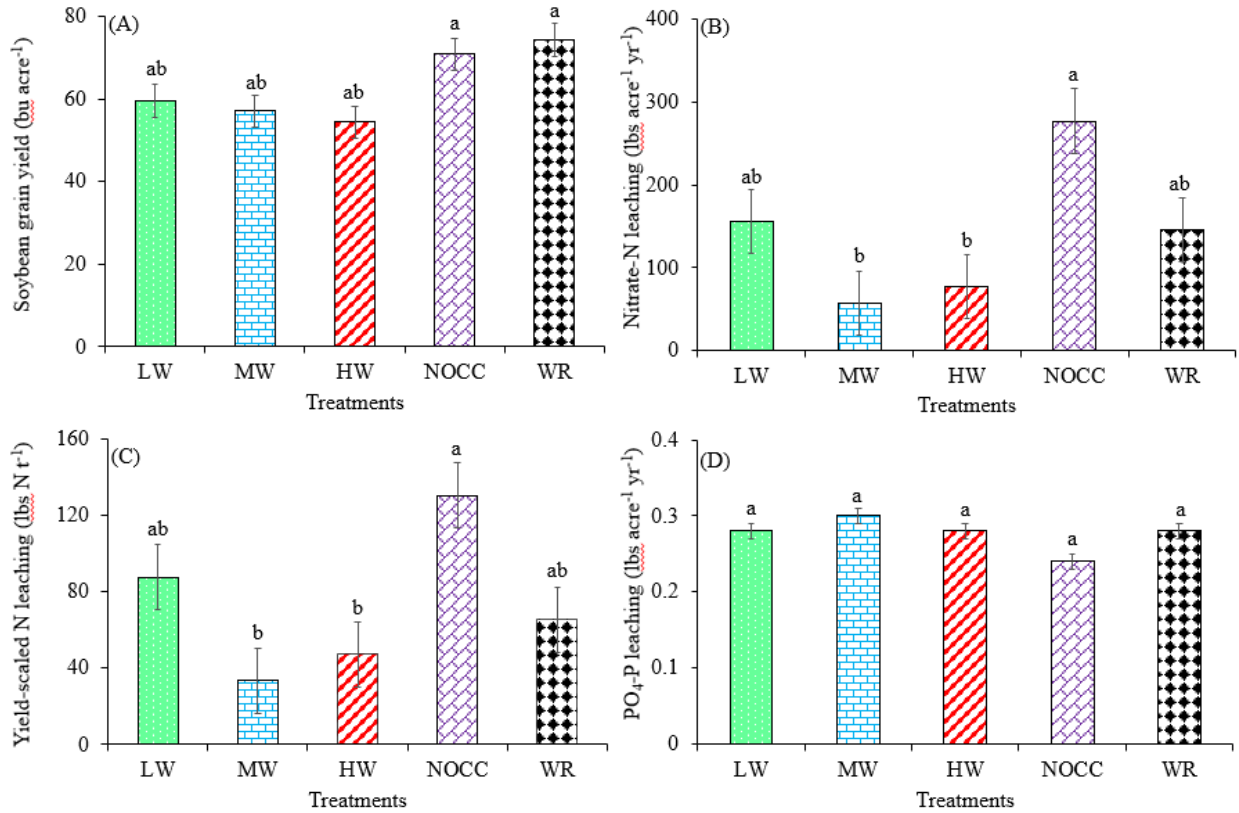 (A)
Soybean grain yield (bu acre⁻¹)
80
60
40
20
0
ab
ab
ab
a
a
LW MW HW NOCC WR
Treatments
(B)
Nitrate-N leaching (lbs acre⁻¹ yr⁻¹)
400
300
200
100
0
ab
b
b
a
ab
LW MW HW NOCC WR
Treatments
(C)
Yield-scaled N leaching (lbs N t⁻¹)
160
120
80
40
0
ab
b
b
a
ab
LW MW HW NOCC WR
Treatments
(D)
PO₄-P leaching (lbs acre⁻¹ yr⁻¹)
0.4
0.3
0.2
0.1
0
a
a
a
a
a
LW MW HW NOCC WR
Treatments